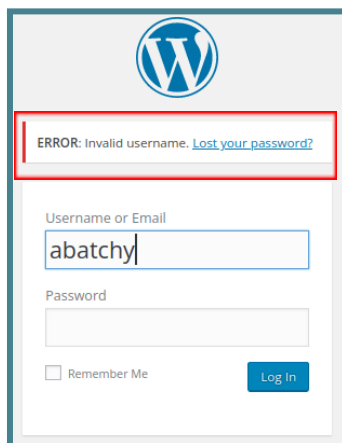 ERROR: Invalid username. Lost your password?
Username or Email
abatchy
Password
Remember Me
Log In